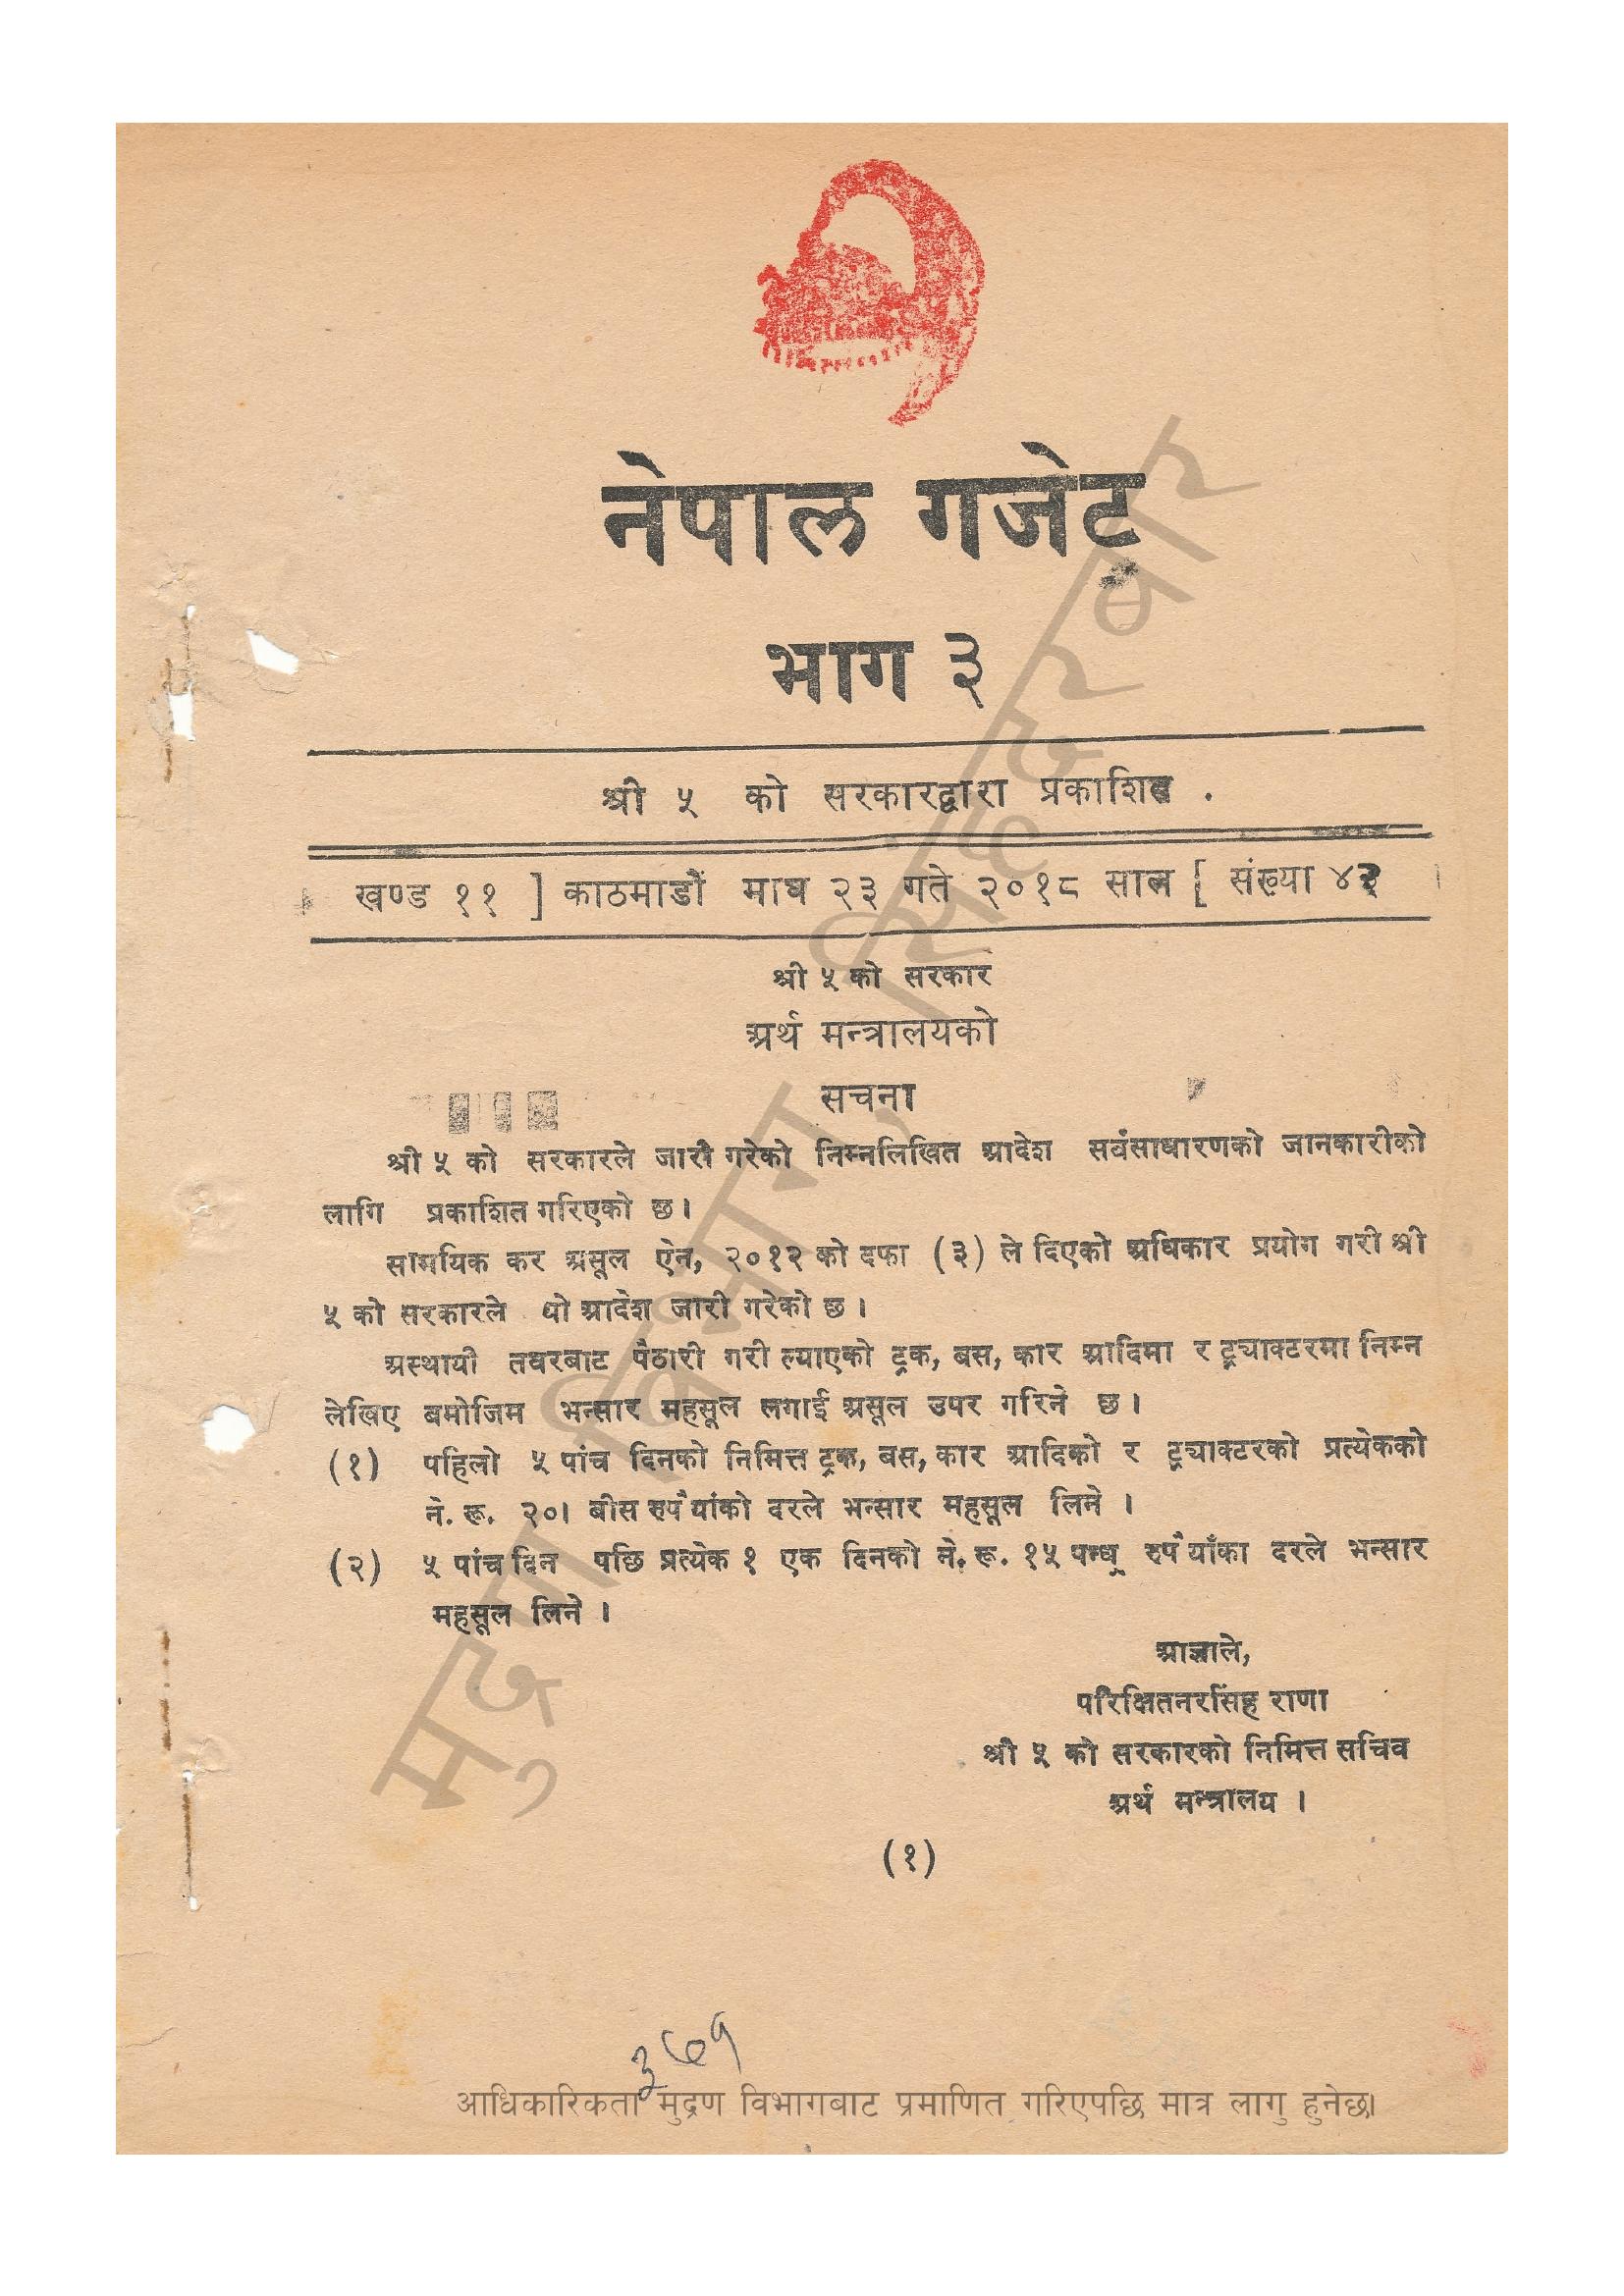 नेपाल गजेट
भाग ३
श्री ५ को सरकारद्वारा प्रकाशित .
खण्ड ११ ] काठमाडौं माघ २३ गते २०१८ साल [ संख्या
श्री ५ को सरकार
अर्थ मन्त्रालयको
सचना
श्री ५ को सरकारले जारी गरेको निम्नलिखित आदेश सर्वसाधारणको जानकारीको
लागि प्रकाशित गरिएको छ।
सामयिक कर असूल ऐन, २०१२ को दफा (३) ले दिएको अधिकार प्रयोग गरी श्री
५ को सरकारले यो आदेश जारी गरेको छ।
अस्थायी तवरबाट पैठारी गरी ल्याएको ट्रक, बस, कार आदिमा र ट्र्याक्टरमा निम्न
लेखिए बमोजिम भन्सार महसूल लगाई असूल उपर गरिने छ।
(१) पहिलो ५ पांच दिनको निमित्त ट्रक, बस, कार आदिको र ट्र्याक्टरको प्रत्येकको
ने. रू. २०। बीस रुपैयांको दरले भन्सार महसूल लिने ।
(२) ५ पांच दिन पछि प्रत्येक १ एक दिनको ने. रू. १५ पन्ध्र रुपैयाँका दरले भन्सार
महसूल लिने ।
आज्ञाले,
परिक्षितनरसिंह राणा
श्री ५ को सरकारको निमित्त सचिव
अर्थ मन्त्रालय ।
(१)
३७१
आधिकारिकता मुद्रण विभागबाट प्रमाणित गरिएपछि मात्र लागु हुनेछ।
मुद्रण विभाग, सिंहदरबार